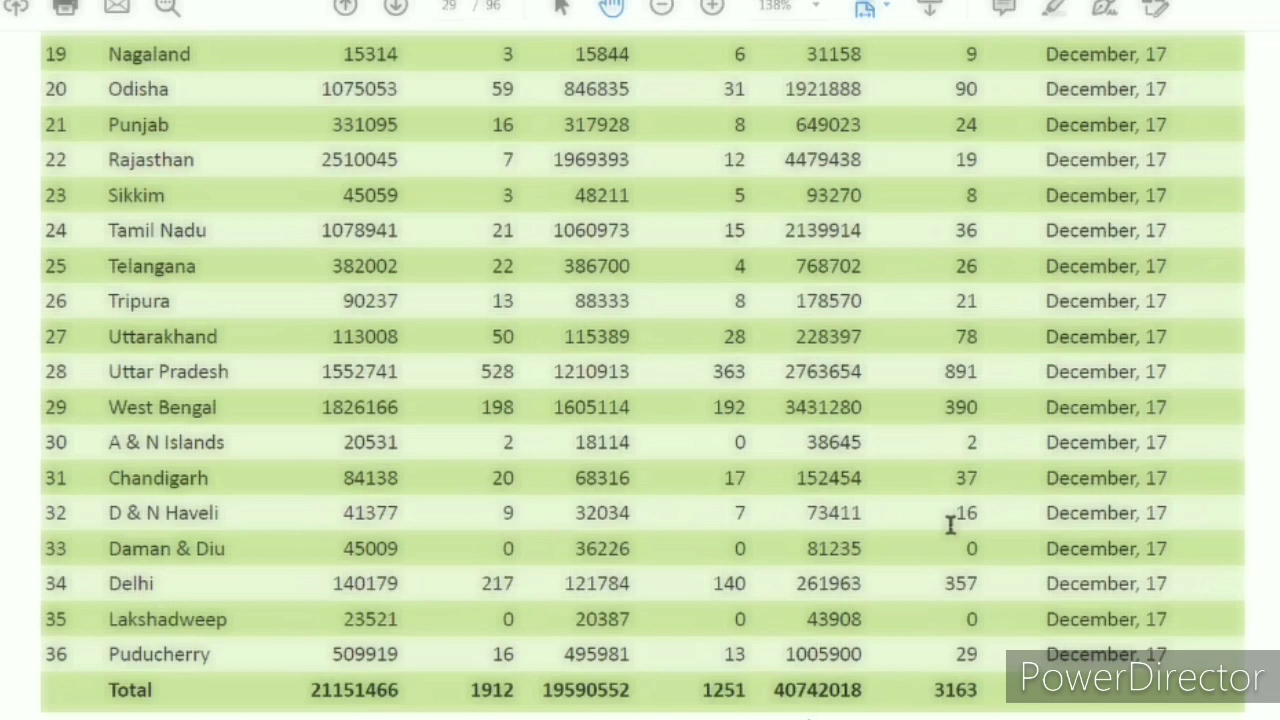 29 / 96 138%
19 Nagaland 15314 3 15844 6 31158 9 December, 17
20 Odisha 1075053 59 846835 31 1921888 90 December, 17
21 Punjab 331095 16 317928 8 649023 24 December, 17
22 Rajasthan 2510045 7 1969393 12 4479438 19 December, 17
23 Sikkim 45059 3 48211 5 93270 8 December, 17
24 Tamil Nadu 1078941 21 1060973 15 2139914 36 December, 17
25 Telangana 382002 22 386700 4 768702 26 December, 17
26 Tripura 90237 13 88333 8 178570 21 December, 17
27 Uttarakhand 113008 50 115389 28 228397 78 December, 17
28 Uttar Pradesh 1552741 528 1210913 363 2763654 891 December, 17
29 West Bengal 1826166 198 1605114 192 3431280 390 December, 17
30 A & N Islands 20531 2 18114 0 38645 2 December, 17
31 Chandigarh 84138 20 68316 17 152454 37 December, 17
32 D & N Haveli 41377 9 32034 7 73411 16 December, 17
33 Daman & Diu 45009 0 36226 0 81235 0 December, 17
34 Delhi 140179 217 121784 140 261963 357 December, 17
35 Lakshadweep 23521 0 20387 0 43908 0 December, 17
36 Puducherry 509919 16 495981 13 1005900 29 December, 17
Total 21151466 1912 19590552 1251 40742018 3163
PowerDirector